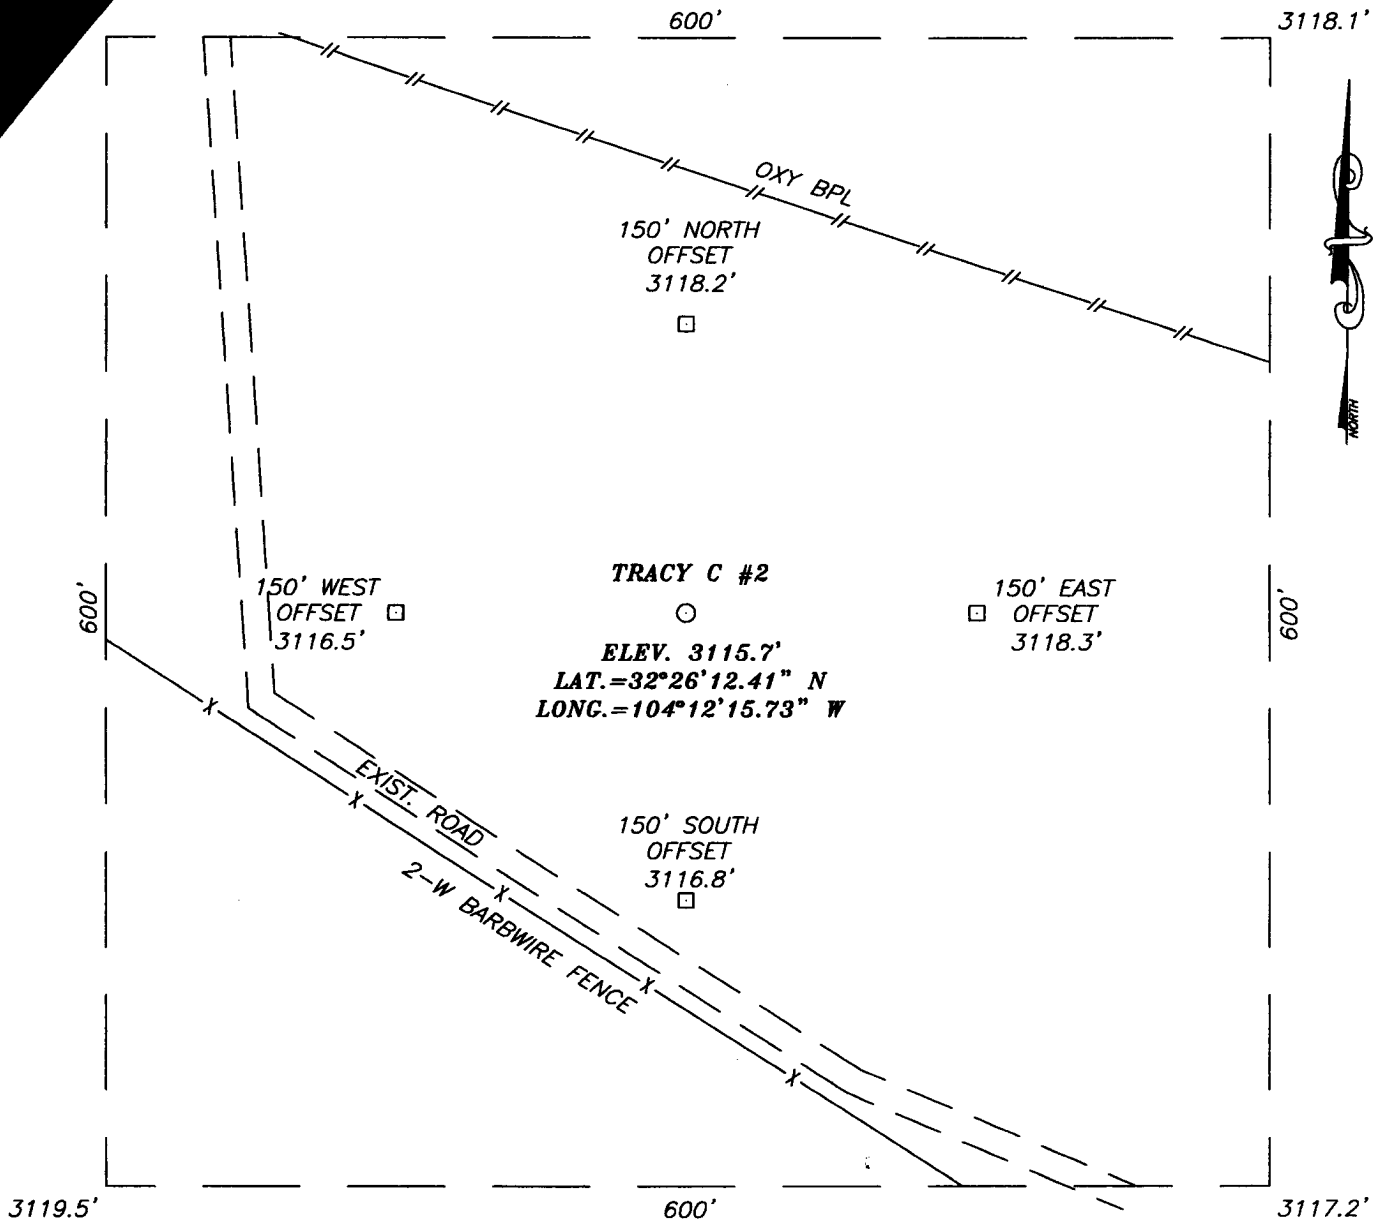 600'
3118.1'
OXY BPL
150' NORTH
OFFSET
3118.2'
NORTH
600'
150' WEST
OFFSET
3116.5'
TRACY C #2
ELEV. 3115.7'
LAT.=32°26'12.41" N
LONG.=104°12'15.73" W
150' EAST
OFFSET
3118.3'
600'
EXIST. ROAD
2-W BARBWIRE FENCE
150' SOUTH
OFFSET
3116.8'
3119.5'
600'
3117.2'